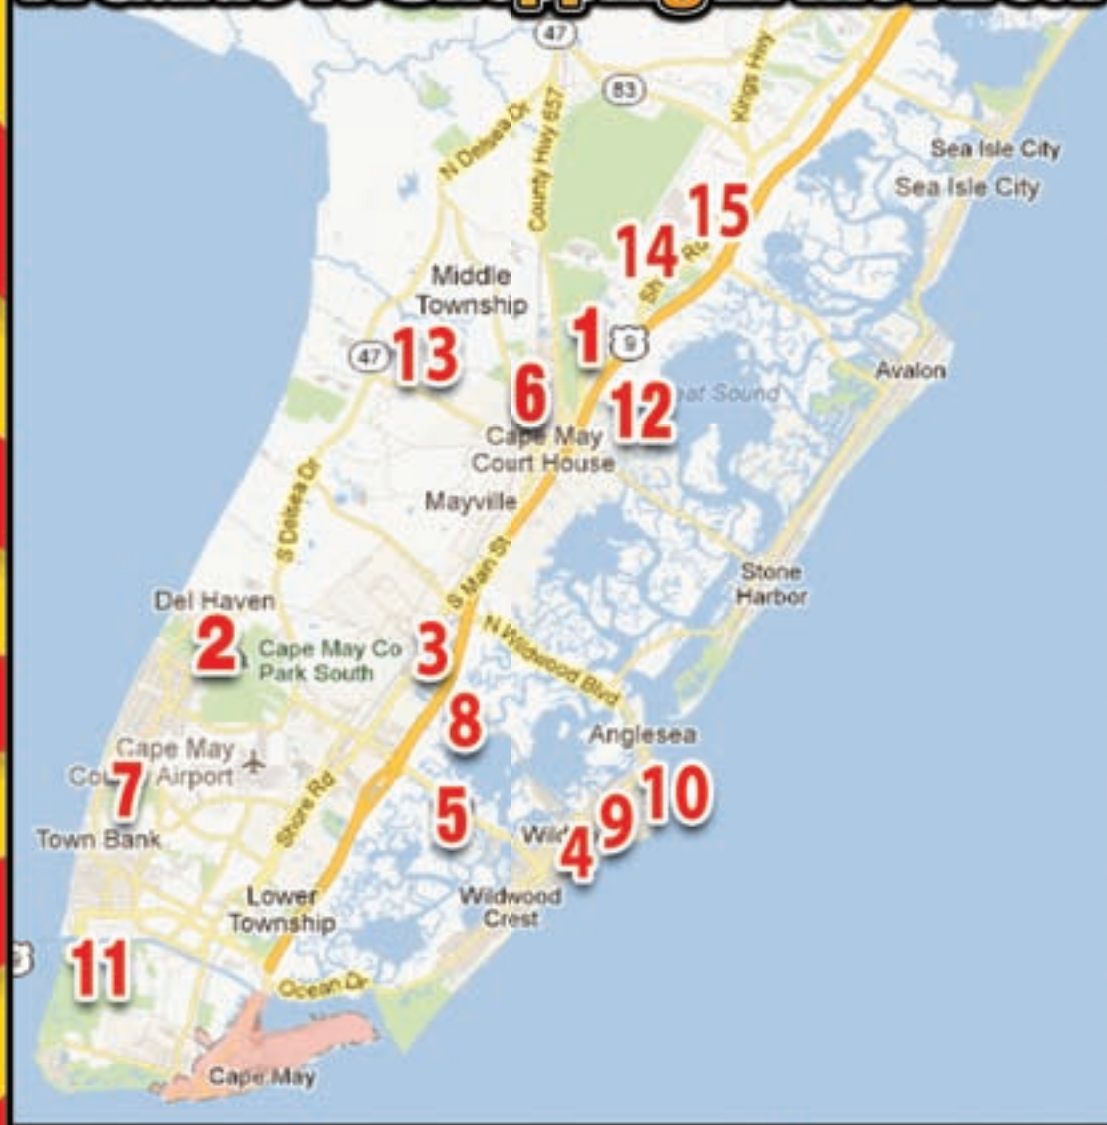 47
83
Kings Hwy
N Delsea Dr
County Hwy 657
Sea Isle City
Sea Isle City
15
14
Middle
Township
1
9
47
13
Avalon
6
12
Sound
Cape May
Court House
Mayville
S Delsea Dr
S Main St
Stone
Harbor
Del Haven
2
Cape May Co
Park South
3
N Wildwood Blvd
8
Anglesea
Cape May
Airport
7
10
9
5
4
Shore Rd
Town Bank
Lower
Township
Wildwood
Crest
11
Ocean Dr
Cape May